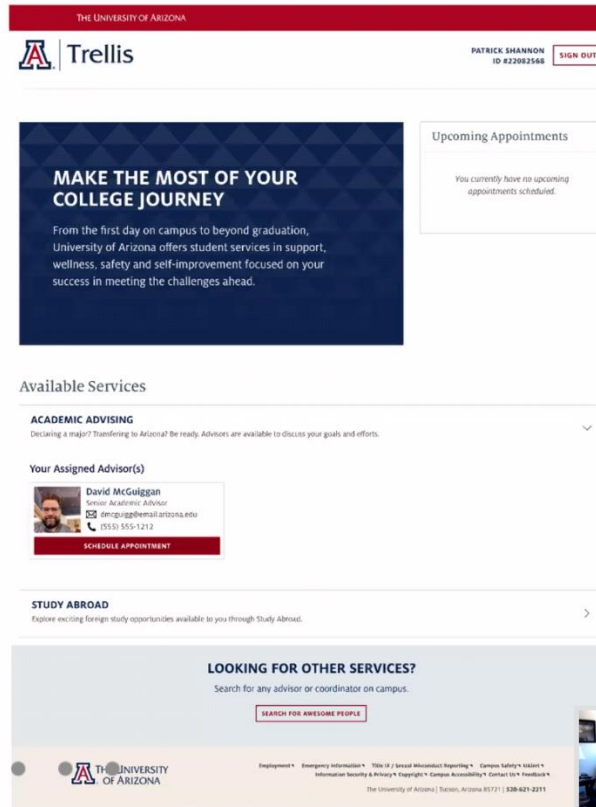 THE UNIVERSITY OF ARIZONA
A Trellis
PATRICK SHANNON
ID #22082568
SIGN OUT
MAKE THE MOST OF YOUR
COLLEGE JOURNEY
From the first day on campus to beyond graduation,
University of Arizona offers student services in support,
wellness, safety and self-improvement focused on your
success in meeting the challenges ahead.
Upcoming Appointments
You currently have no upcoming
appointments scheduled.
Available Services
ACADEMIC ADVISING
Declaring a major? Transfering to Arizona? Be ready. Advisors are available to discuss your goals and efforts.
Your Assigned Advisor(s)
David McGuiggan
Senior Academic Advisor
dmcguigg@email.arizona.edu
(555) 555-1212
SCHEDULE APPOINTMENT
STUDY ABROAD
Explore exciting foreign study opportunities available to you through Study Abroad.
LOOKING FOR OTHER SERVICES?
Search for any advisor or coordinator on campus.
SEARCH FOR AWESOME PEOPLE
A THE UNIVERSITY
OF ARIZONA
Employment Emergency Information Title IX / Sexual Misconduct Reporting Campus Safety UAlert
Information Security & Privacy Copyright Campus Accessibility Contact Us Feedback
The University of Arizona | Tucson, Arizona 85721 | 520-621-2211